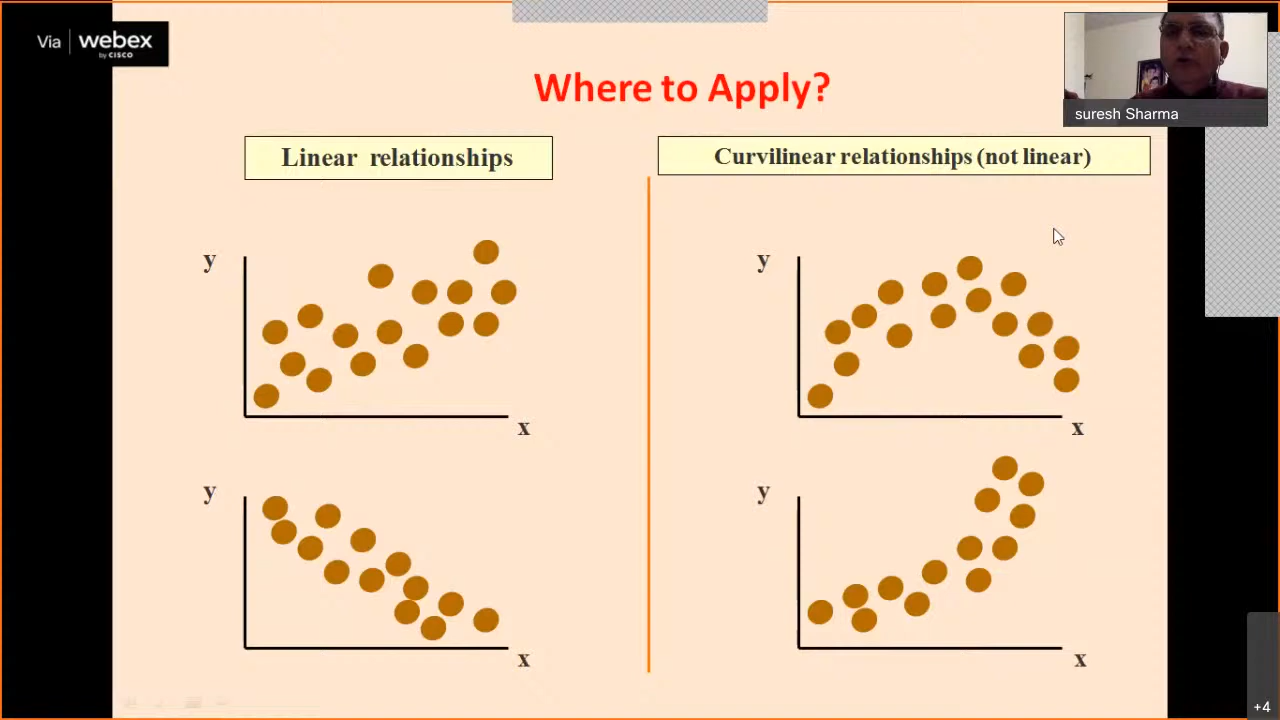 Via webex
by CISCO
Where to Apply?
suresh Sharma
Linear relationships
Curvilinear relationships (not linear)
y
y
x
x
y
y
x
x
+4